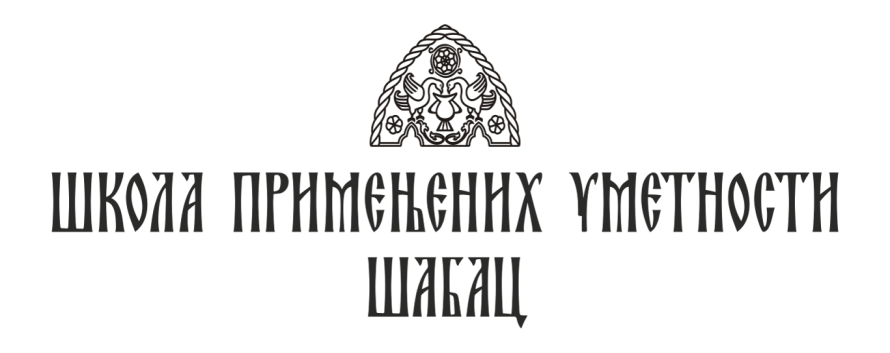 ШКОЛА ПРИМЕЊЕНИХ УМЕТНОСТИ
ШАБАЦ